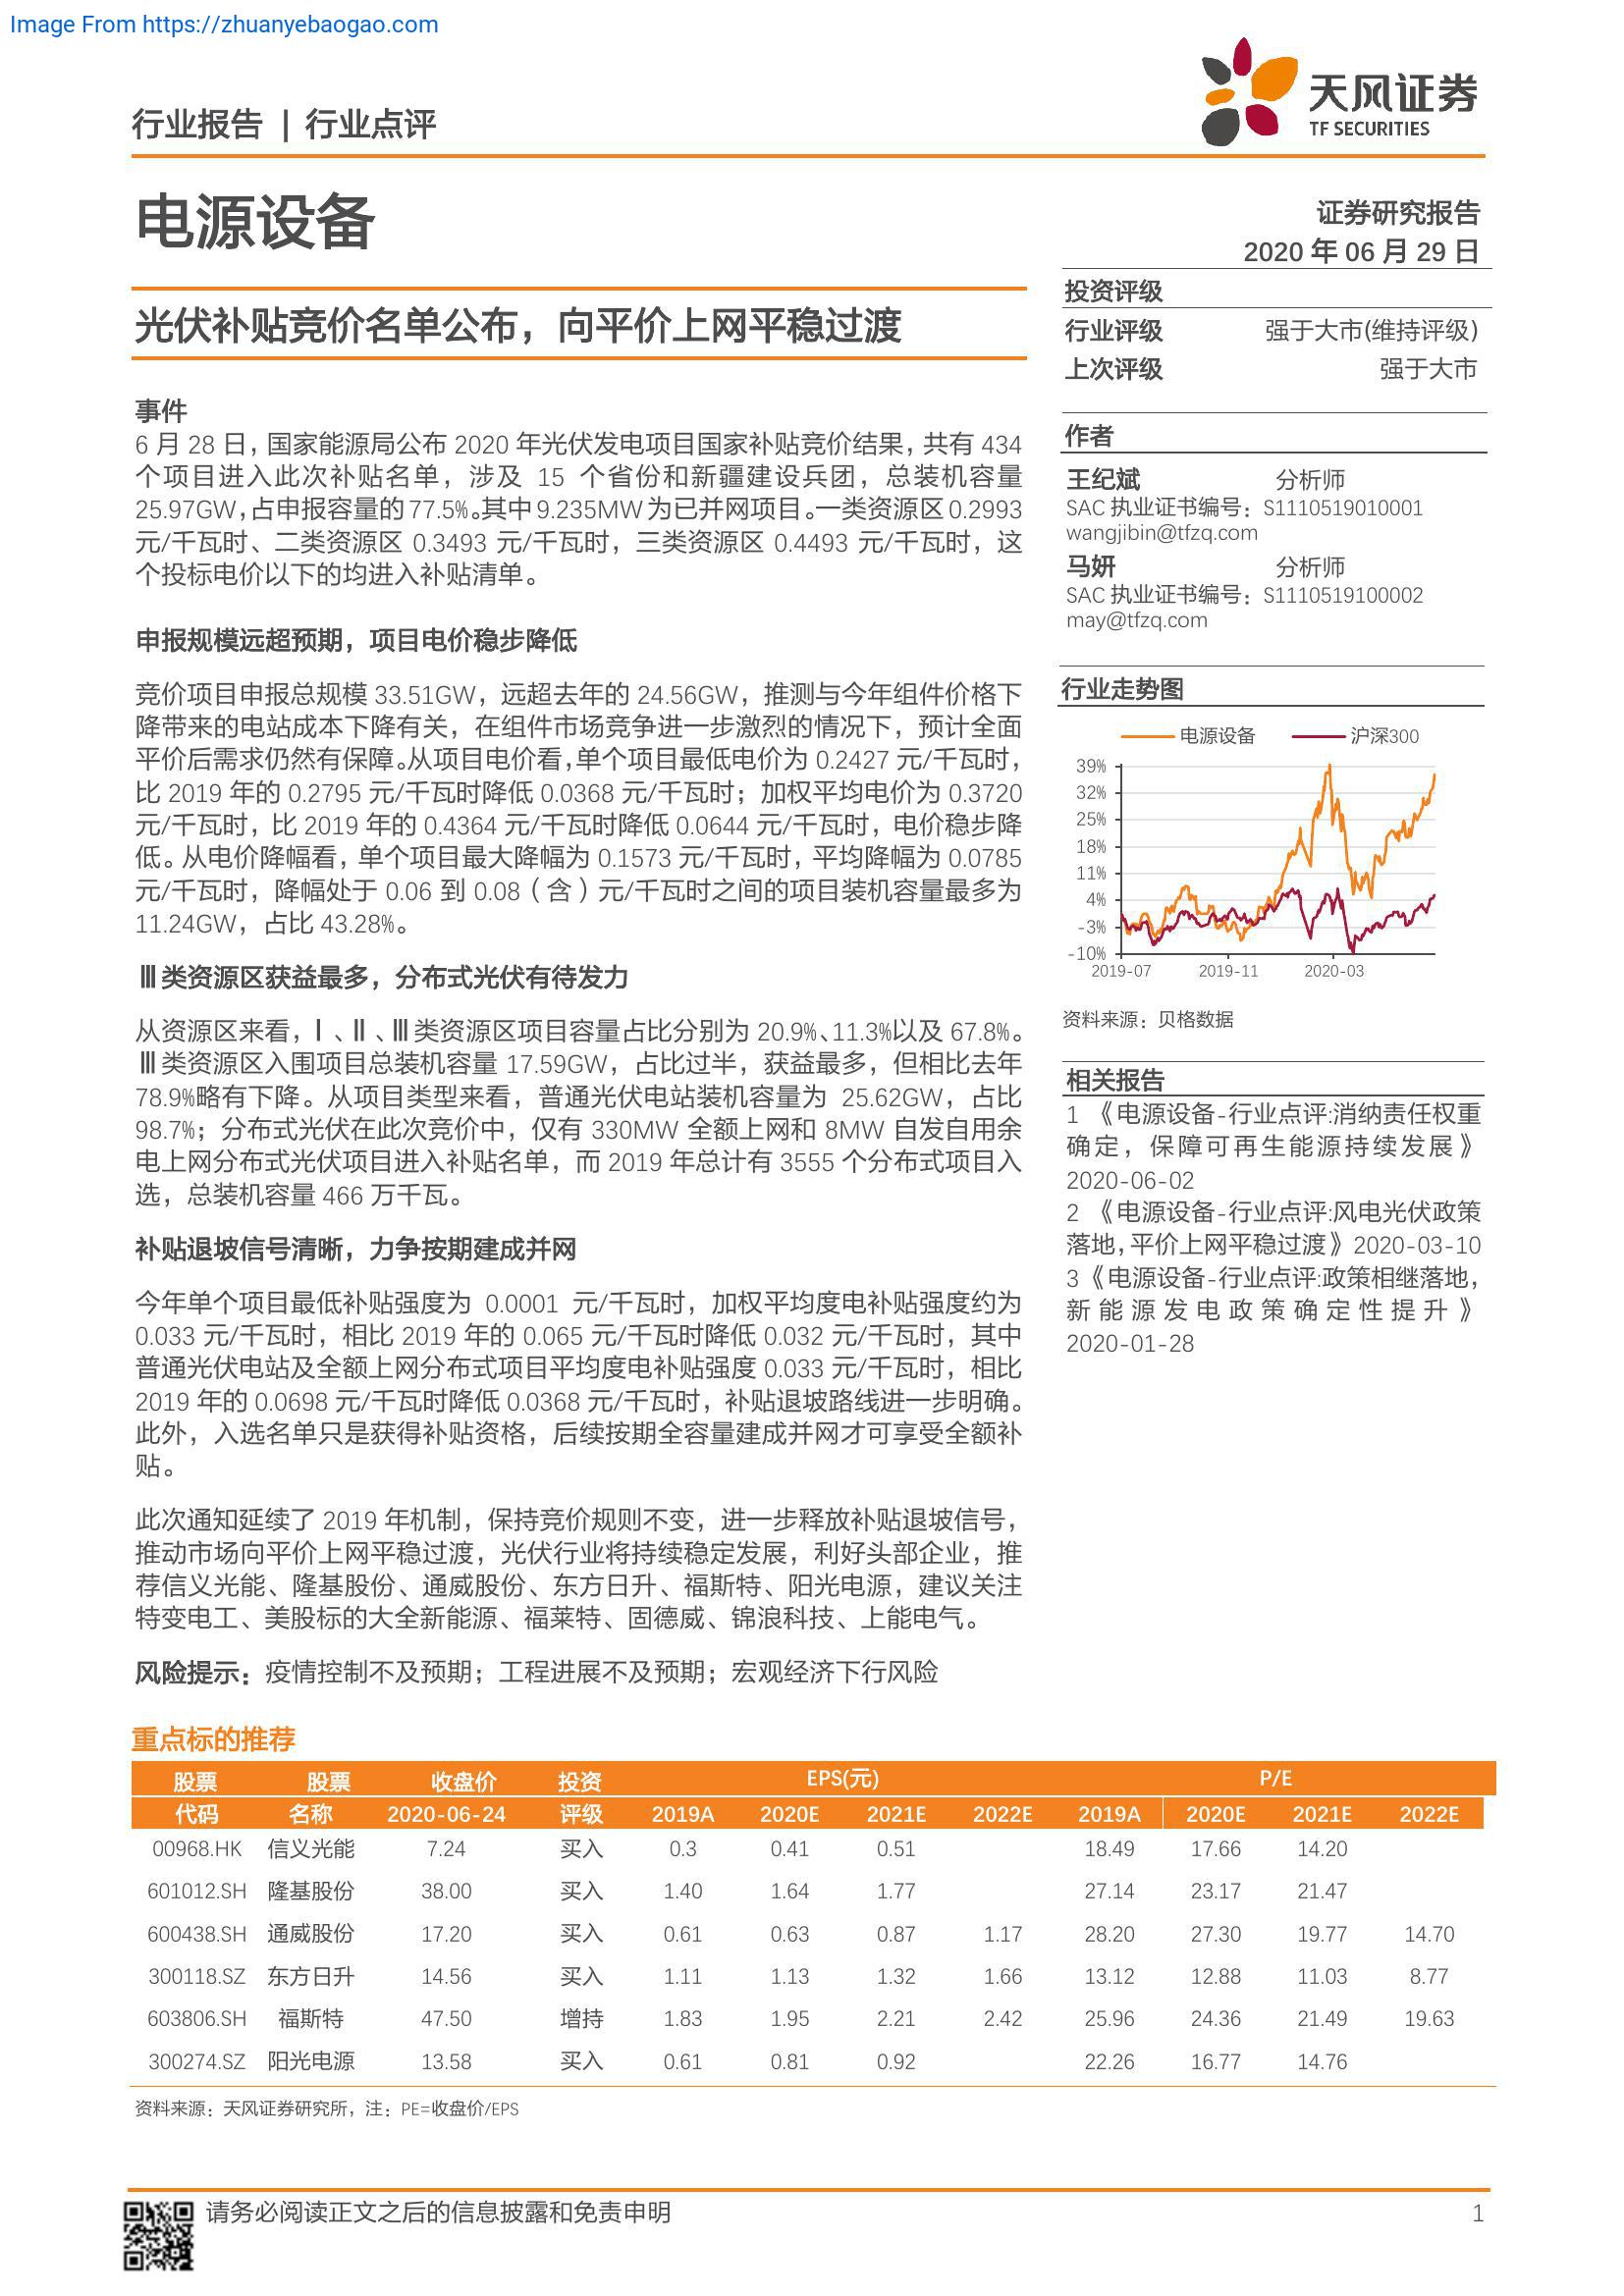 Image From https://zhuanyebaogao.com
行业报告 | 行业点评
天风证券
TF SECURITIES
电源设备
证券研究报告
2020 年 06 月 29 日
光伏补贴竞价名单公布，向平价上网平稳过渡
事件
6 月 28 日，国家能源局公布 2020 年光伏发电项目国家补贴竞价结果，共有 434
个项目进入此次补贴名单，涉及 15 个省份和新疆建设兵团，总装机容量
25.97GW，占申报容量的 77.5%。其中 9.235MW 为已并网项目。一类资源区 0.2993
元/千瓦时、二类资源区 0.3493 元/千瓦时，三类资源区 0.4493 元/千瓦时，这
个投标电价以下的均进入补贴清单。
申报规模远超预期，项目电价稳步降低
竞价项目申报总规模 33.51GW，远超去年的 24.56GW，推测与今年组件价格下
降带来的电站成本下降有关，在组件市场竞争进一步激烈的情况下，预计全面
平价后需求仍然有保障。从项目电价看，单个项目最低电价为 0.2427 元/千瓦时，
比 2019 年的 0.2795 元/千瓦时降低 0.0368 元/千瓦时；加权平均电价为 0.3720
元/千瓦时，比 2019 年的 0.4364 元/千瓦时降低 0.0644 元/千瓦时，电价稳步降
低。从电价降幅看，单个项目最大降幅为 0.1573 元/千瓦时，平均降幅为 0.0785
元/千瓦时，降幅处于 0.06 到 0.08（含）元/千瓦时之间的项目装机容量最多为
11.24GW，占比 43.28%。
Ⅲ类资源区获益最多，分布式光伏有待发力
从资源区来看，Ⅰ、Ⅱ、Ⅲ类资源区项目容量占比分别为 20.9%、11.3%以及 67.8%。
Ⅲ类资源区入围项目总装机容量 17.59GW，占比过半，获益最多，但相比去年
78.9%略有下降。从项目类型来看，普通光伏电站装机容量为 25.62GW，占比
98.7%；分布式光伏在此次竞价中，仅有 330MW 全额上网和 8MW 自发自用余
电上网分布式光伏项目进入补贴名单，而 2019 年总计有 3555 个分布式项目入
选，总装机容量 466 万千瓦。
补贴退坡信号清晰，力争按期建成并网
今年单个项目最低补贴强度为 0.0001 元/千瓦时，加权平均度电补贴强度约为
0.033 元/千瓦时，相比 2019 年的 0.065 元/千瓦时降低 0.032 元/千瓦时，其中
普通光伏电站及全额上网分布式项目平均度电补贴强度 0.033 元/千瓦时，相比
2019 年的 0.0698 元/千瓦时降低 0.0368 元/千瓦时，补贴退坡路线进一步明确。
此外，入选名单只是获得补贴资格，后续按期全容量建成并网才可享受全额补
贴。
此次通知延续了 2019 年机制，保持竞价规则不变，进一步释放补贴退坡信号，
推动市场向平价上网平稳过渡，光伏行业将持续稳定发展，利好头部企业，推
荐信义光能、隆基股份、通威股份、东方日升、福斯特、阳光电源，建议关注
特变电工、美股标的大全新能源、福莱特、固德威、锦浪科技、上能电气。
风险提示：疫情控制不及预期；工程进展不及预期；宏观经济下行风险
投资评级
行业评级 强于大市(维持评级)
上次评级 强于大市
作者
王纪斌 分析师
SAC 执业证书编号：S1110519010001
wangjibin@tfzq.com
马妍 分析师
SAC 执业证书编号：S1110519100002
may@tfzq.com
行业走势图
电源设备 沪深300
39%
32%
25%
18%
11%
4%
-3%
-10%
2019-07 2019-11 2020-03
资料来源：贝格数据
相关报告
1 《电源设备-行业点评:消纳责任权重
确定，保障可再生能源持续发展》
2020-06-02
2 《电源设备-行业点评:风电光伏政策
落地，平价上网平稳过渡》2020-03-10
3《电源设备-行业点评:政策相继落地，
新能源发电政策确定性提升》
2020-01-28
重点标的推荐
股票 股票 收盘价 投资 EPS(元) P/E
代码 名称 2020-06-24 评级 2019A 2020E 2021E 2022E 2019A 2020E 2021E 2022E
00968.HK 信义光能 7.24 买入 0.3 0.41 0.51 18.49 17.66 14.20
601012.SH 隆基股份 38.00 买入 1.40 1.64 1.77 27.14 23.17 21.47
600438.SH 通威股份 17.20 买入 0.61 0.63 0.87 1.17 28.20 27.30 19.77 14.70
300118.SZ 东方日升 14.56 买入 1.11 1.13 1.32 1.66 13.12 12.88 11.03 8.77
603806.SH 福斯特 47.50 增持 1.83 1.95 2.21 2.42 25.96 24.36 21.49 19.63
300274.SZ 阳光电源 13.58 买入 0.61 0.81 0.92 22.26 16.77 14.76
资料来源：天风证券研究所，注：PE=收盘价/EPS
请务必阅读正文之后的信息披露和免责申明 1